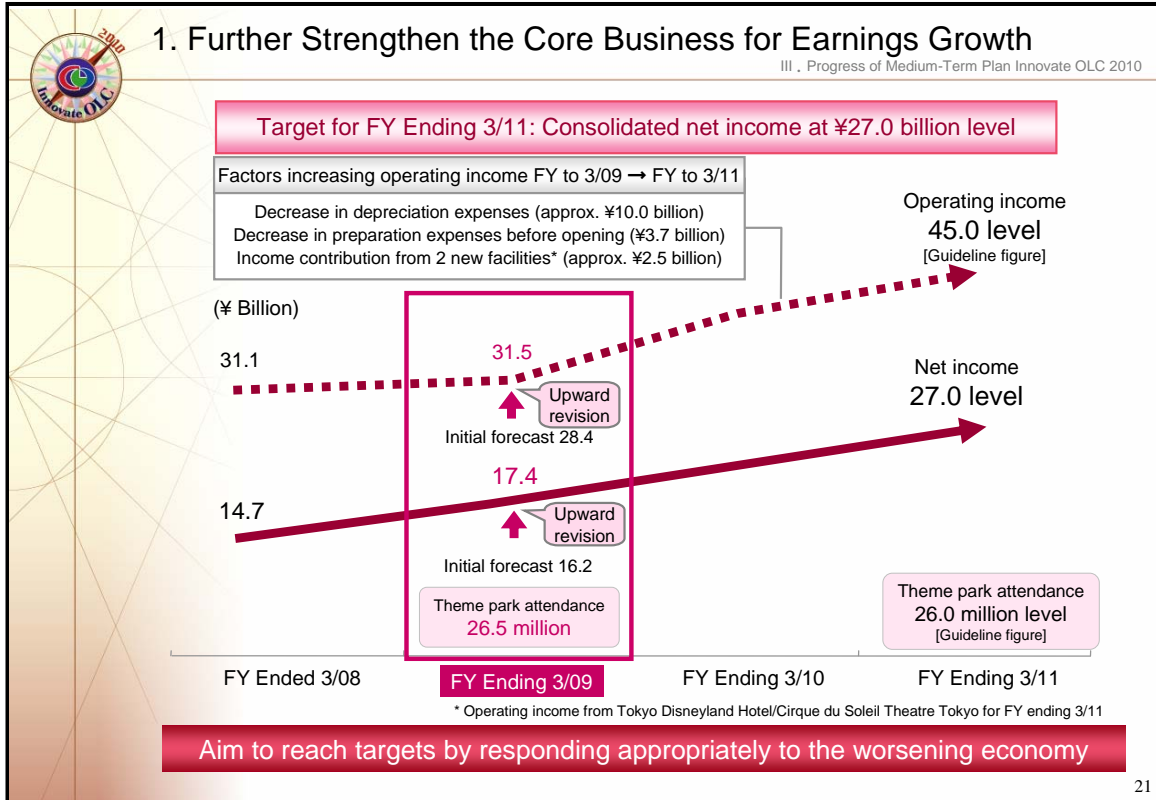 2010
Innovate OLC
1. Further Strengthen the Core Business for Earnings Growth
III . Progress of Medium-Term Plan Innovate OLC 2010
Target for FY Ending 3/11: Consolidated net income at ¥27.0 billion level
Factors increasing operating income FY to 3/09 → FY to 3/11
Decrease in depreciation expenses (approx. ¥10.0 billion)
Decrease in preparation expenses before opening (¥3.7 billion)
Income contribution from 2 new facilities* (approx. ¥2.5 billion)
Operating income
45.0 level
[Guideline figure]
(¥ Billion)
31.1
31.5
Upward
revision
Initial forecast 28.4
Net income
27.0 level
14.7
17.4
Upward
revision
Initial forecast 16.2
Theme park attendance
26.5 million
Theme park attendance
26.0 million level
[Guideline figure]
FY Ended 3/08
FY Ending 3/09
FY Ending 3/10
FY Ending 3/11
* Operating income from Tokyo Disneyland Hotel/Cirque du Soleil Theatre Tokyo for FY ending 3/11
Aim to reach targets by responding appropriately to the worsening economy
21